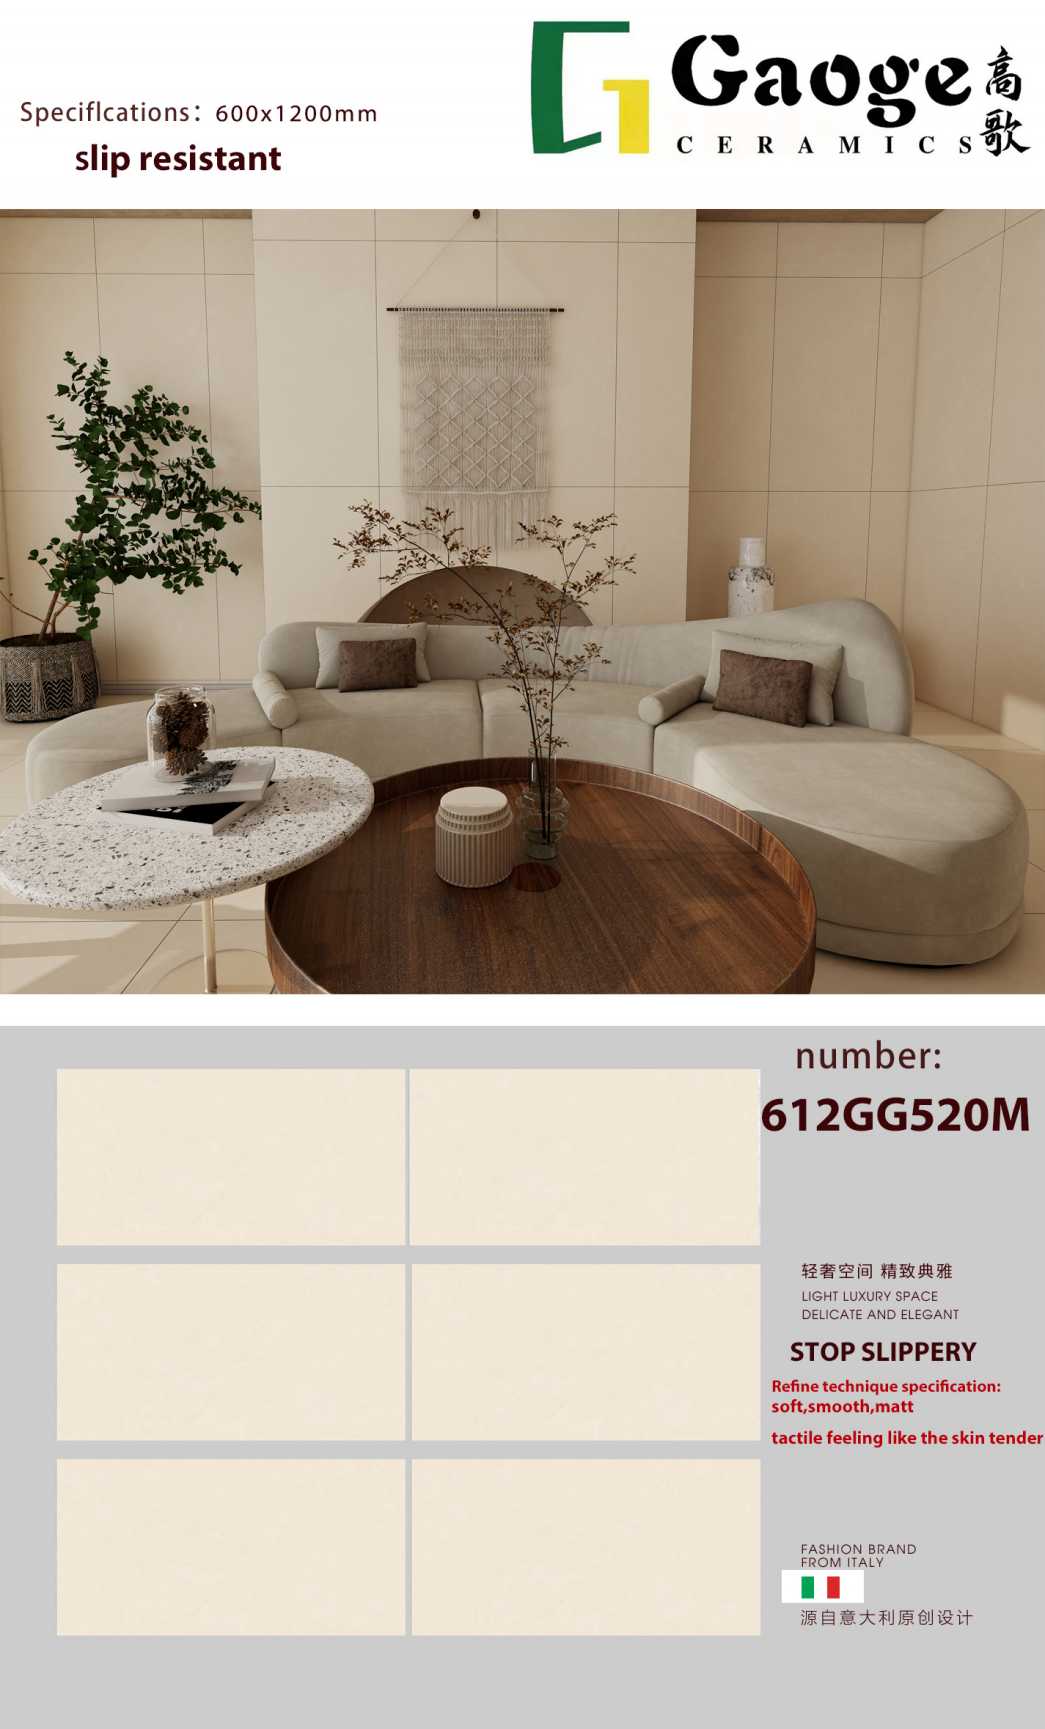 Gaoge 高歌
CERAMICS
Speciflcations：600x1200mm
slip resistant
number:
612GG520M
轻奢空间 精致典雅
LIGHT LUXURY SPACE
DELICATE AND ELEGANT
STOP SLIPPERY
Refine technique specification:
soft,smooth,matt
tactile feeling like the skin tender
FASHION BRAND
FROM ITALY
源自意大利原创设计